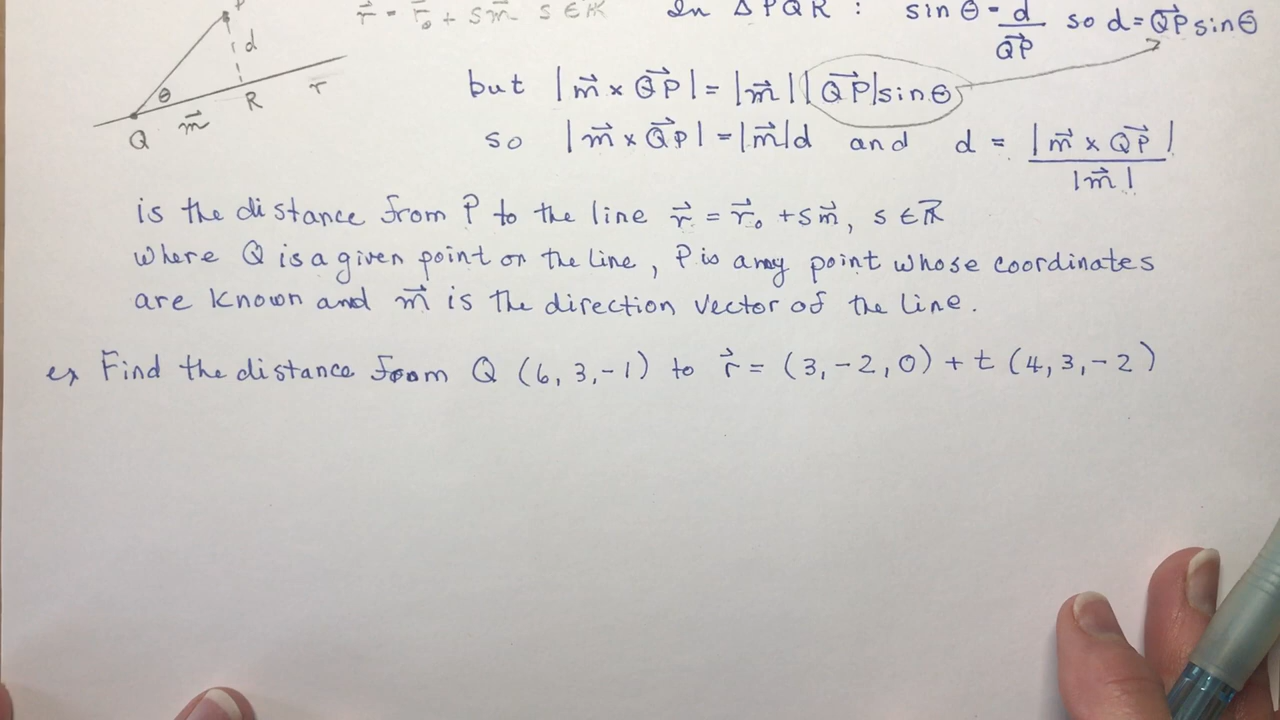 P r⃗ = r⃗₀ + sm⃗ s ∈ ℝ In △PQR : sin θ = d/QP⃗ so d = QP⃗ sin θ
d
θ
R
r
Q
m⃗
but |m⃗ × QP⃗| = |m⃗||QP⃗|sin θ
so |m⃗ × QP⃗| = |m⃗|d and d = |m⃗ × QP⃗| / |m⃗|
is the distance from P to the line r⃗ = r⃗₀ + sm⃗, s ∈ ℝ
where Q is a given point on the line, P is any point whose coordinates
are known and m⃗ is the direction vector of the line.
ex Find the distance from Q (6, 3, -1) to r⃗ = (3, -2, 0) + t (4, 3, -2)